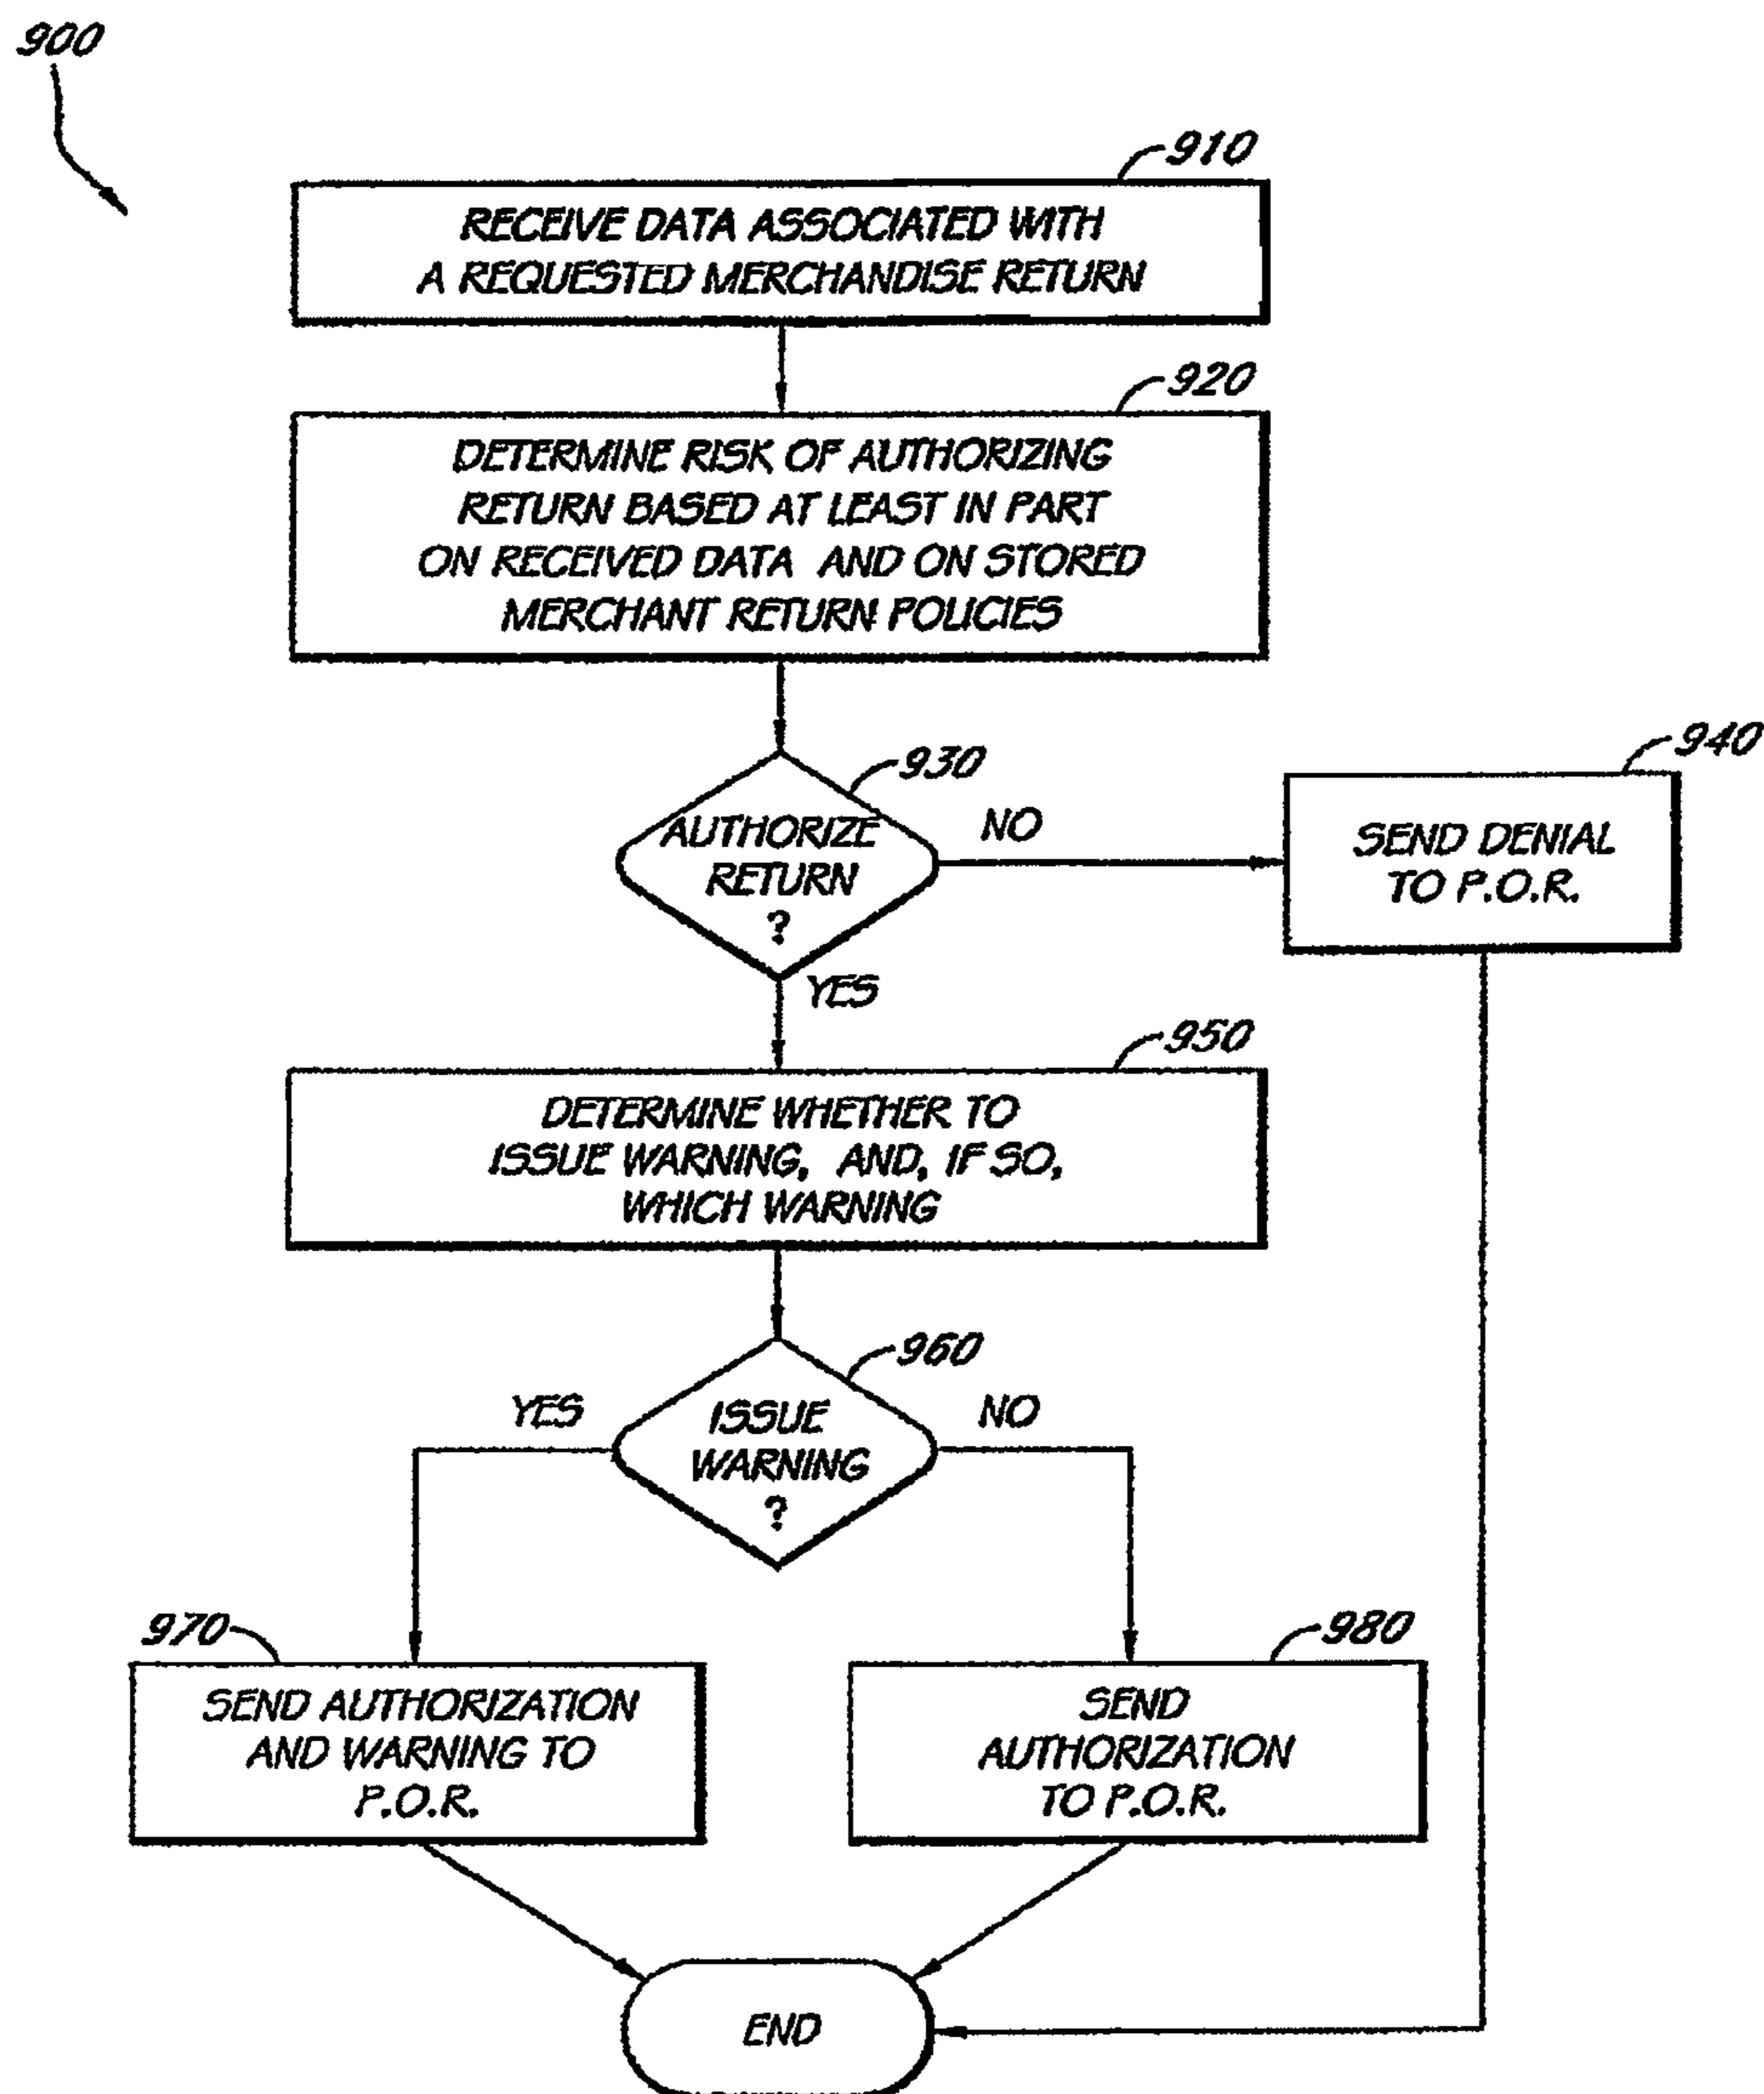 900
910
RECEIVE DATA ASSOCIATED WITH
A REQUESTED MERCHANDISE RETURN
920
DETERMINE RISK OF AUTHORIZING
RETURN BASED AT LEAST IN PART
ON RECEIVED DATA AND ON STORED
MERCHANT RETURN POLICIES
930
AUTHORIZE
RETURN
?
NO
YES
940
SEND DENIAL
TO P.O.R.
950
DETERMINE WHETHER TO
ISSUE WARNING, AND, IF SO,
WHICH WARNING
960
ISSUE
WARNING
?
YES
NO
970
SEND AUTHORIZATION
AND WARNING TO
P.O.R.
980
SEND
AUTHORIZATION
TO P.O.R.
END